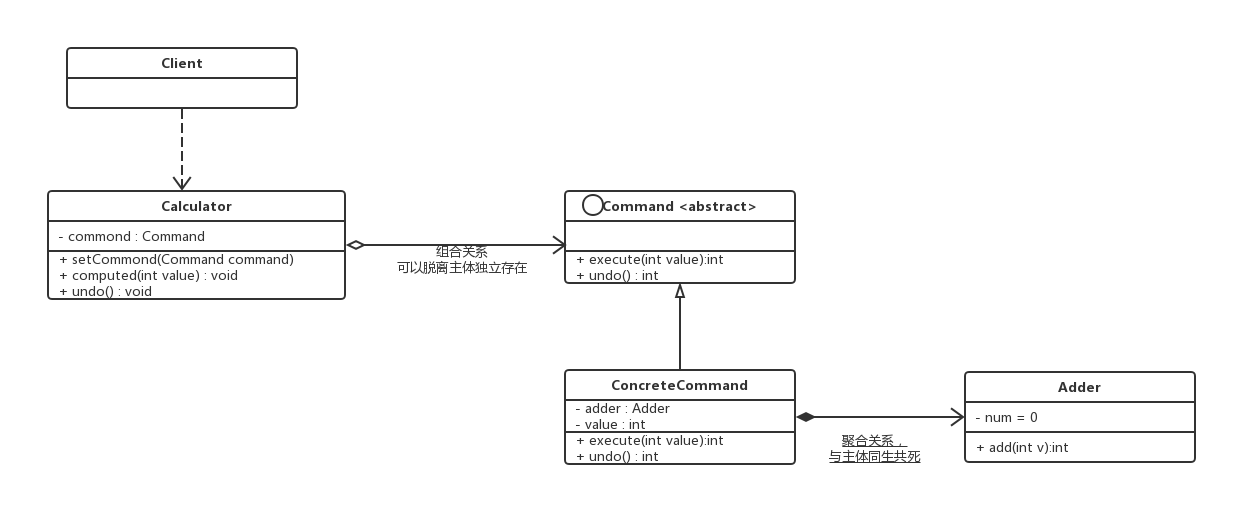 Client
Calculator
- commond : Command
+ setCommond(Command command)
+ computed(int value) : void
+ undo() : void
组合关系
可以脱离主体独立存在
Command <abstract>
+ execute(int value):int
+ undo() : int
ConcreteCommand
- adder : Adder
- value : int
+ execute(int value):int
+ undo() : int
聚合关系，
与主体同生共死
Adder
- num = 0
+ add(int v):int